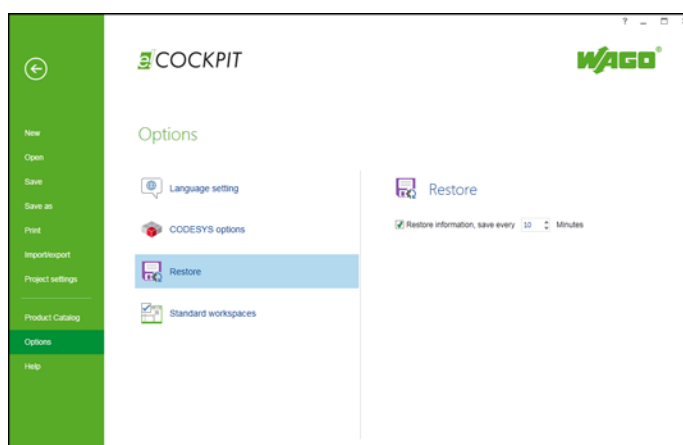 ?
e!COCKPIT
WAGO®
New
Open
Save
Save as
Print
Import/export
Project settings
Product Catalog
Options
Help
Options
Language setting
CODESYS options
Restore
Standard workspaces
Restore
Restore information, save every 10 Minutes